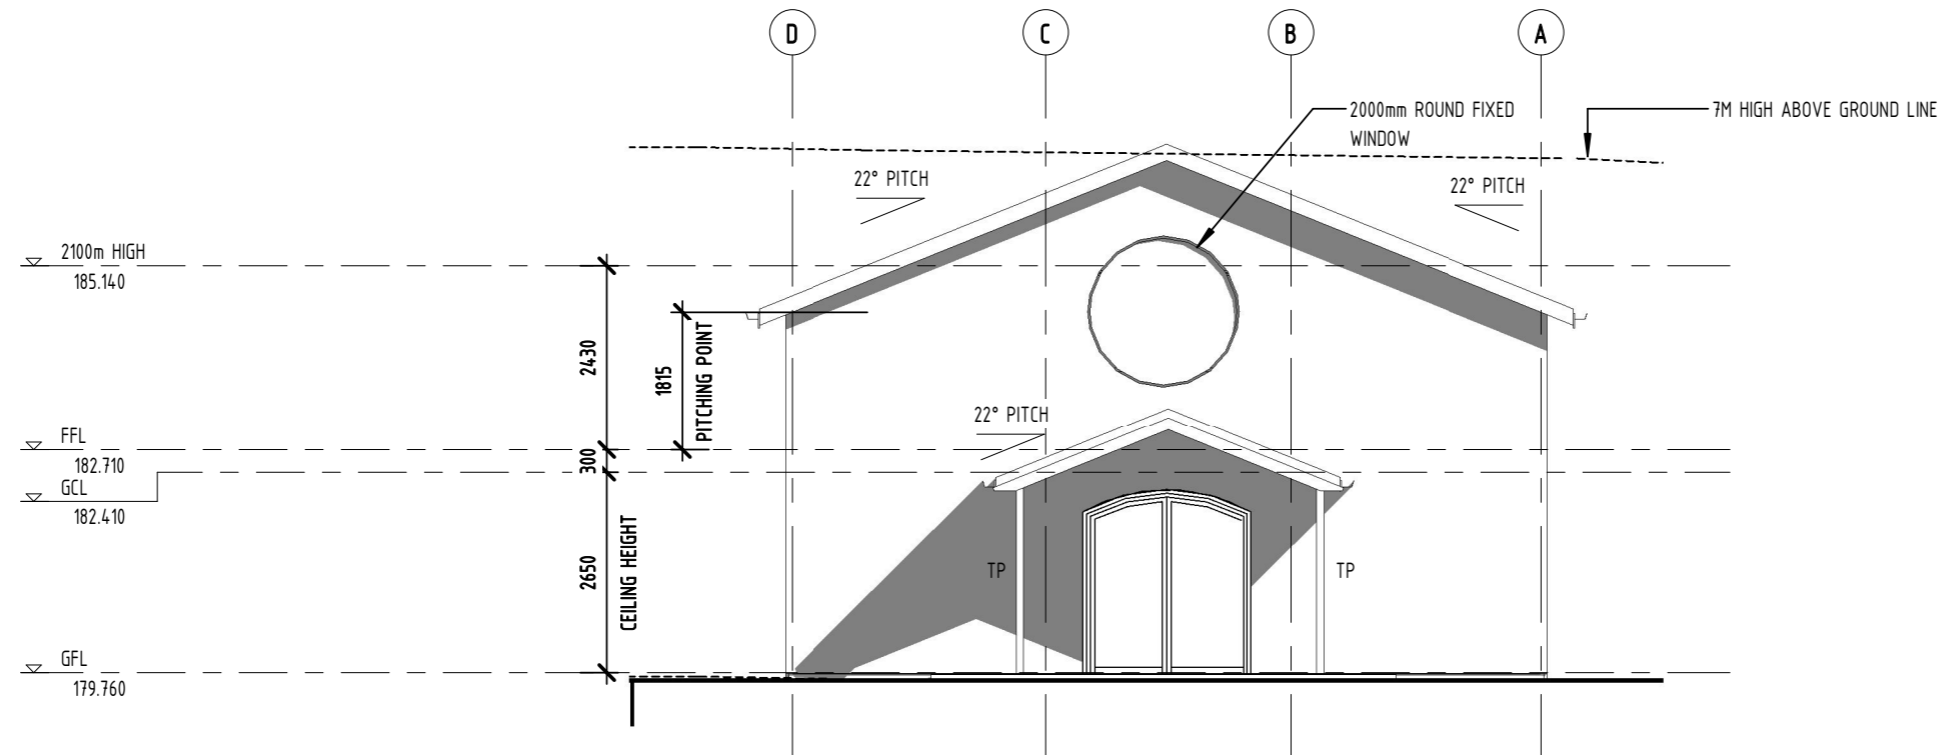 D
C
B
A
2000mm ROUND FIXED
WINDOW
7M HIGH ABOVE GROUND LINE
22° PITCH
22° PITCH
2100m HIGH
185.140
2430
1815
PITCHING POINT
22° PITCH
FFL
182.710
300
GCL
182.410
2650
CEILING HEIGHT
TP
TP
GFL
179.760